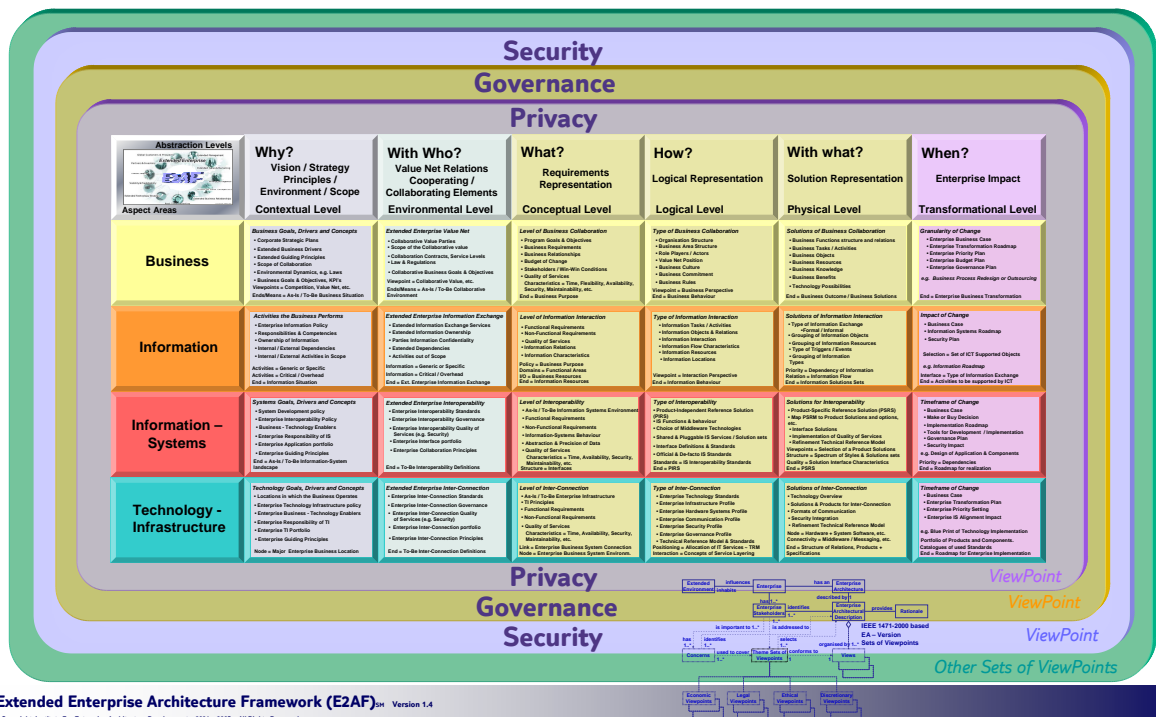 Security
Governance
Privacy
Abstraction Levels
Extended Enterprise
Aspect Areas
Why?
Vision / Strategy
Principles /
Environment / Scope
Contextual Level
With Who?
Value Net Relations
Cooperating /
Collaborating Elements
Environmental Level
What?
Requirements
Representation
Conceptual Level
How?
Logical Representation
Logical Level
With what?
Solution Representation
Physical Level
When?
Enterprise Impact
Transformational Level
Business
Business Goals, Drivers and Concepts
• Corporate Strategic Plans
• Extended Business Drivers
• Extended Guiding Principles
• Scope of Collaboration
• Environmental Dynamics, e.g. Laws
• Business Goals & Objectives, KPI's
Viewpoints = Competition, Value Net, etc.
Ends/Means = As-Is / To-Be Business Situation
Extended Enterprise Value Net
• Collaborative Value Parties
• Scope of the Collaborative value
• Collaboration Contracts, Service Levels
• Law & Regulations
• Collaborative Business Goals & Objectives
Viewpoint = Collaborative Value, etc.
Ends/Means = As-Is / To-Be Collaborative
Environment
Level of Business Collaboration
• Program Goals & Objectives
• Business Requirements
• Business Relationships
• Budget of Change
• Stakeholders / Win-Win Conditions
• Quality of Services
Characteristics = Time, Flexibility, Availability,
Security, Maintainability, etc.
End = Business Purpose
Type of Business Collaboration
• Organisation Structure
• Business Area Structure
• Role Players / Actors
• Value Net Position
• Business Culture
• Business Commitment
• Business Rules
Viewpoint = Business Perspective
End = Business Behaviour
Solutions of Business Collaboration
• Business Functions structure and relations
• Business Tasks / Activities
• Business Objects
• Business Resources
• Business Knowledge
• Business Benefits
• Technology Possibilities
End = Business Outcome / Business Solutions
Granularity of Change
• Enterprise Business Case
• Enterprise Transformation Roadmap
• Enterprise Priority Plan
• Enterprise Budget Plan
• Enterprise Governance Plan
e.g. Business Process Redesign or Outsourcing
End = Enterprise Business Transformation
Information
Activities the Business Performs
• Enterprise Information Policy
• Responsibilities & Competencies
• Ownership of Information
• Internal / External Dependencies
• Internal / External Activities in Scope
Activities = Generic or Specific
Activities = Critical / Overhead
End = Information Situation
Extended Enterprise Information Exchange
• Extended Information Exchange Services
• Extended Information Ownership
• Parties Information Confidentiality
• Extended Dependencies
• Activities out of Scope
Information = Generic or Specific
Information = Critical / Overhead
End = Ext. Enterprise Information Exchange
Level of Information Interaction
• Functional Requirements
• Non-Functional Requirements
• Quality of Services
• Information Relations
• Information Characteristics
Policy = Business Purpose
Domains = Functional Areas
I/O = Business Resources
End = Information Resources
Type of Information Interaction
• Information Tasks / Activities
• Information Objects & Relations
• Information Interaction
• Information Flow Characteristics
• Information Resources
• Information Locations
Viewpoint = Interaction Perspective
End = Information Behaviour
Solutions of Information Interaction
• Type of Information Exchange
•Formal / Informal
• Grouping of Information Objects
• Grouping of Information Resources
• Type of Triggers / Events
• Grouping of Information
Types
Priority = Dependency of Information
Relation = Information Flow
End = Information Solutions Sets
Impact of Change
• Business Case
• Information Systems Roadmap
• Security Plan
Selection = Set of ICT Supported Objects
e.g. Information Roadmap
Interface = Type of Information Exchange
End = Activities to be supported by ICT
Information –
Systems
Systems Goals, Drivers and Concepts
• System Development policy
• Enterprise Interoperability Policy
• Business - Technology Enablers
• Enterprise Responsibility of IS
• Enterprise Application portfolio
• Enterprise Guiding Principles
End = As-Is / To-Be Information-System
landscape
Extended Enterprise Interoperability
• Enterprise Interoperability Standards
• Enterprise Interoperability Governance
• Enterprise Interoperability Quality of
Services (e.g. Security)
• Enterprise Interface portfolio
• Enterprise Collaboration Principles
End = To-Be Interoperability Definitions
Level of Interoperability
• As-Is / To-Be Information Systems Environment
• Functional Requirements
• Non-Functional Requirements
• Information-Systems Behaviour
• Abstraction & Precision of Data
• Quality of Services
Characteristics = Time, Availability, Security,
Maintainability, etc.
Structure = Interfaces
Type of Interoperability
• Product-Independent Reference Solution
(PIRS)
• IS Functions & behaviour
• Choice of Middleware Technologies
• Shared & Pluggable IS Services / Solution sets
• Interface Definitions & Standards
• Official & De-facto IS Standards
Standards = IS Interoperability Standards
End = PIRS
Solutions for Interoperability
• Product-Specific Reference Solution (PSRS)
• Map PSRM to Product Solutions and options,
etc.
• Interface Solutions
• Implementation of Quality of Services
• Refinement Technical Reference Model
Viewpoints = Selection of a Product Solutions
Structure = Spectrum of Styles & Solutions sets
Quality = Solution Interface Characteristics
End = PSRS
Timeframe of Change
• Business Case
• Make or Buy Decision
• Implementation Roadmap
• Tools for Development / Implementation
• Governance Plan
• Security Impact
e.g. Design of Application & Components
Priority = Dependencies
End = Roadmap for realization
Technology -
Infrastructure
Technology Goals, Drivers and Concepts
• Locations in which the Business Operates
• Enterprise Technology Infrastructure policy
• Enterprise Business - Technology Enablers
• Enterprise Responsibility of TI
• Enterprise TI Portfolio
• Enterprise Guiding Principles
Node = Major Enterprise Business Location
Extended Enterprise Inter-Connection
• Enterprise Inter-Connection Standards
• Enterprise Inter-Connection Governance
• Enterprise Inter-Connection Quality
of Services (e.g. Security)
• Enterprise Inter-Connection portfolio
• Enterprise Inter-Connection Principles
End = To-Be Inter-Connection Definitions
Level of Inter-Connection
• As-Is / To-Be Enterprise Infrastructure
• TI Principles
• Functional Requirements
• Non-Functional Requirements
• Quality of Services
Characteristics = Time, Availability, Security,
Maintainability, etc.
Link = Enterprise Business System Connection
Node = Enterprise Business System Environm.
Type of Inter-Connection
• Enterprise Technology Standards
• Enterprise Infrastructure Profile
• Enterprise Hardware Systems Profile
• Enterprise Communication Profile
• Enterprise Security Profile
• Enterprise Governance Profile
• Technical Reference Model & Standards
Positioning = Allocation of IT Services - TRM
Interaction = Concepts of Service Layering
Solutions of Inter-Connection
• Technology Overview
• Solutions & Products for Inter-Connection
• Formats of Communication
• Security Integration
• Refinement Technical Reference Model
Node = Hardware + System Software, etc.
Connectivity = Middleware / Messaging, etc.
End = Structure of Relations, Products +
Specifications
Timeframe of Change
• Business Case
• Enterprise Transformation Plan
• Enterprise Priority Setting
• Enterprise IS Alignment Impact
e.g. Blue Print of Technology Implementation
Portfolio of Products and Components.
Catalogues of used Standards
End = Roadmap for Enterprise Implementation
Privacy
Governance
Security
ViewPoint
ViewPoint
ViewPoint
Other Sets of ViewPoints
Extended
Environment
influences
inhabits
Enterprise
has an
Enterprise
Architecture
has 1..*
described by 1
Enterprise
Stakeholders
identifies
1..*
Enterprise
Architectural
Description
provides
Rationale
1..*
is important to 1..*
is addressed to
IEEE 1471-2000 based
EA – Version
Sets of Viewpoints
has
1..*
identifies
1..*
selects
1..*
organised by 1..*
Concerns
used to cover
1..*
Theme Sets of
Viewpoints
conforms to
1
1
Views
Economic
Viewpoints
Legal
Viewpoints
Ethical
Viewpoints
Discretionary
Viewpoints
Extended Enterprise Architecture Framework (E2AF)SM Version 1.4